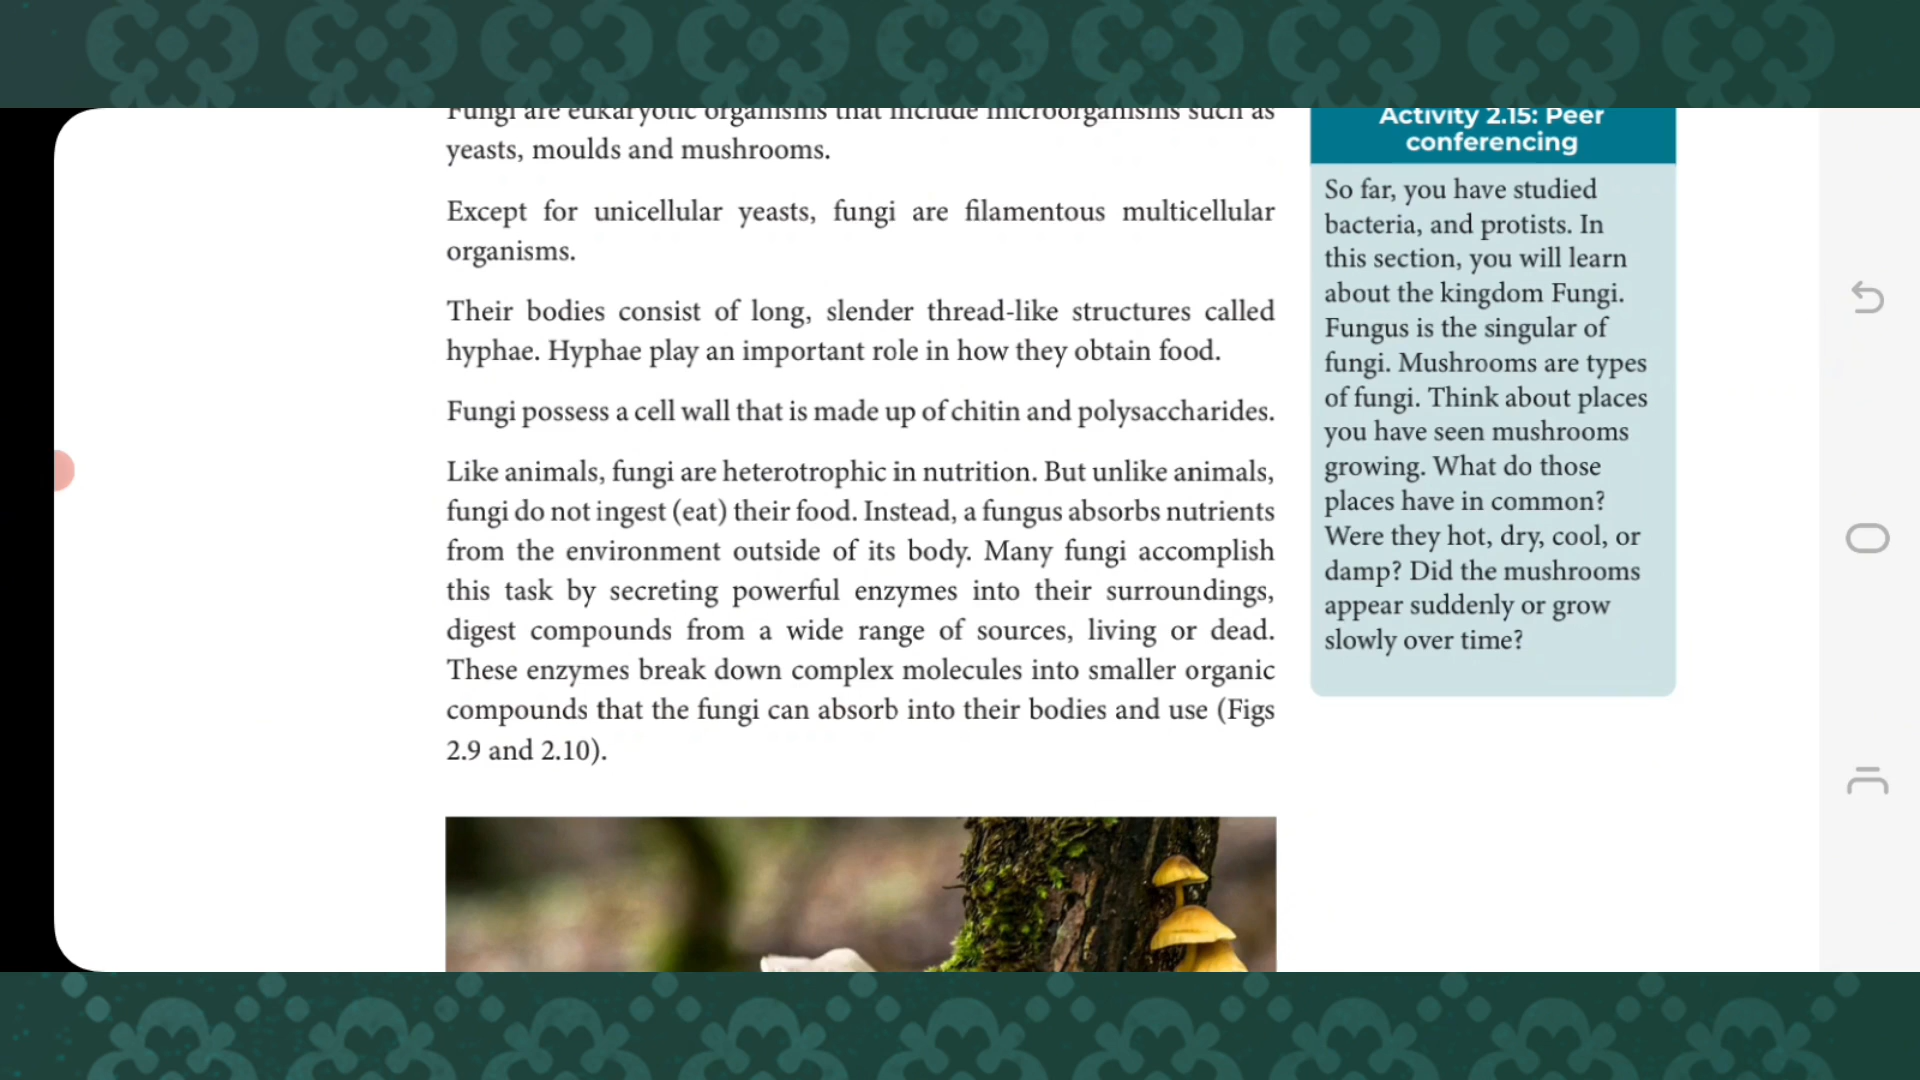 Fungi are eukaryotic organisms that include microorganisms such as
yeasts, moulds and mushrooms.
Except for unicellular yeasts, fungi are filamentous multicellular
organisms.
Their bodies consist of long, slender thread-like structures called
hyphae. Hyphae play an important role in how they obtain food.
Fungi possess a cell wall that is made up of chitin and polysaccharides.
Like animals, fungi are heterotrophic in nutrition. But unlike animals,
fungi do not ingest (eat) their food. Instead, a fungus absorbs nutrients
from the environment outside of its body. Many fungi accomplish
this task by secreting powerful enzymes into their surroundings,
digest compounds from a wide range of sources, living or dead.
These enzymes break down complex molecules into smaller organic
compounds that the fungi can absorb into their bodies and use (Figs
2.9 and 2.10).
Activity 2.15: Peer
conferencing
So far, you have studied
bacteria, and protists. In
this section, you will learn
about the kingdom Fungi.
Fungus is the singular of
fungi. Mushrooms are types
of fungi. Think about places
you have seen mushrooms
growing. What do those
places have in common?
Were they hot, dry, cool, or
damp? Did the mushrooms
appear suddenly or grow
slowly over time?